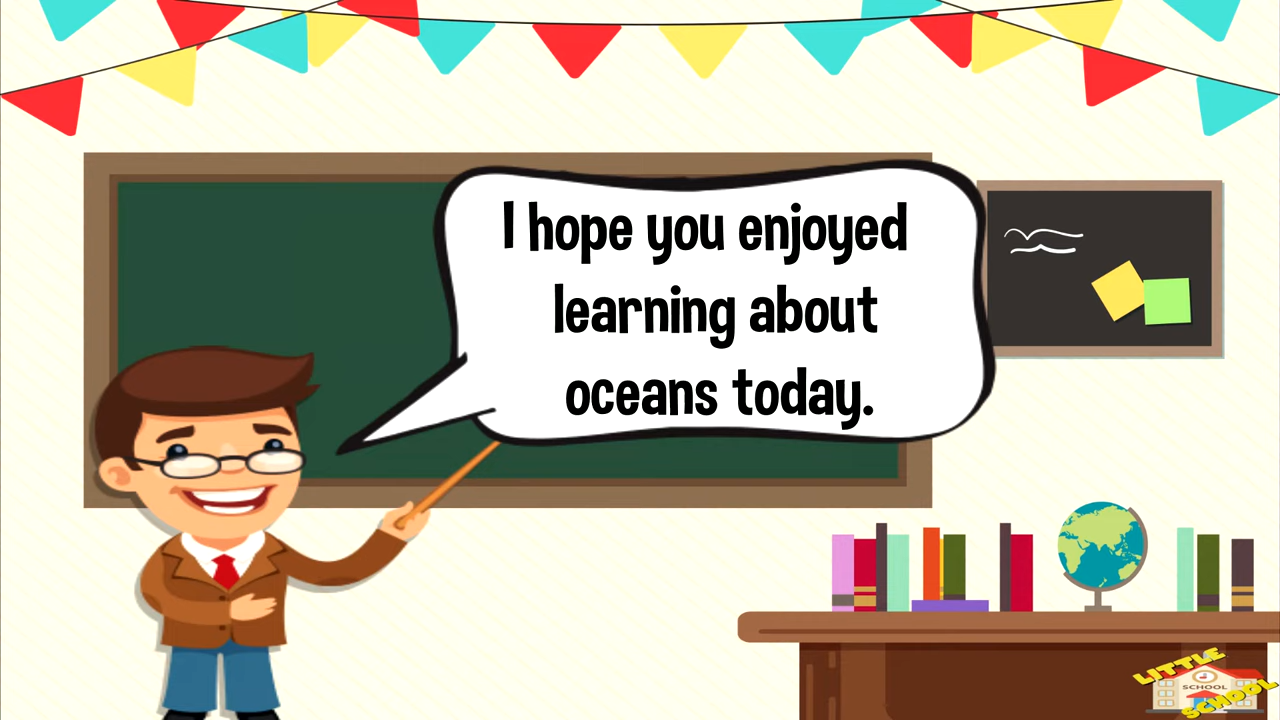 I hope you enjoyed
learning about
oceans today.
LITTLE
SCHOOL
SCHOOL